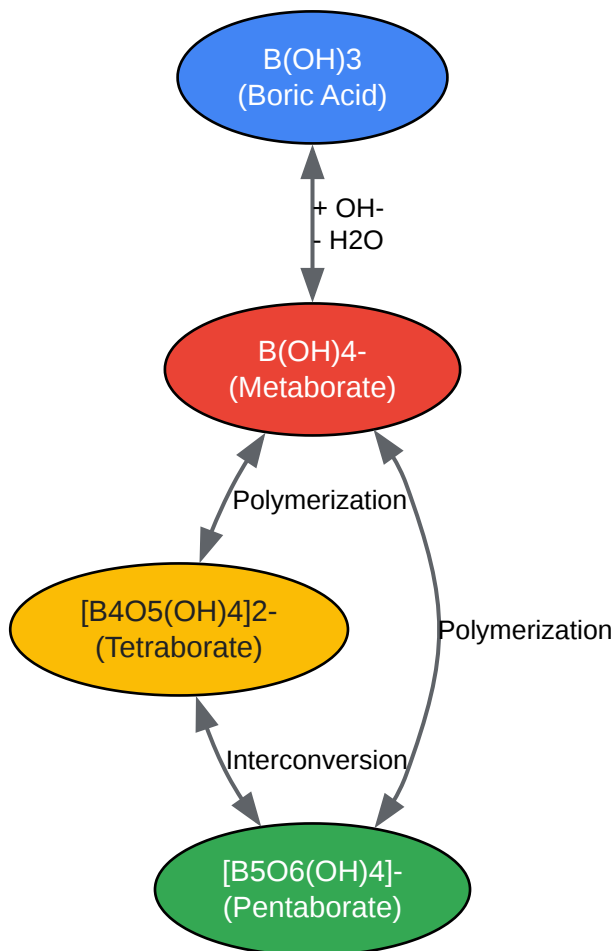 B(OH)3
(Boric Acid)
+ OH-
- H2O
B(OH)4-
(Metaborate)
Polymerization
[B4O5(OH)4]2-
(Tetraborate)
Polymerization
Interconversion
[B5O6(OH)4]-
(Pentaborate)